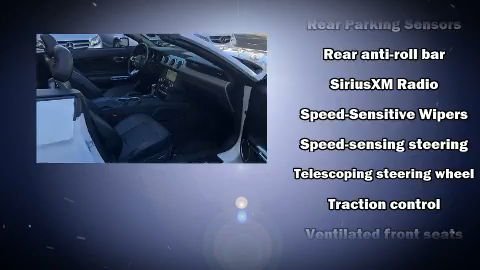 Rear Parking Sensors
Rear anti-roll bar
SiriusXM Radio
Speed-Sensitive Wipers
Speed-sensing steering
Telescoping steering wheel
Traction control
Ventilated front seats